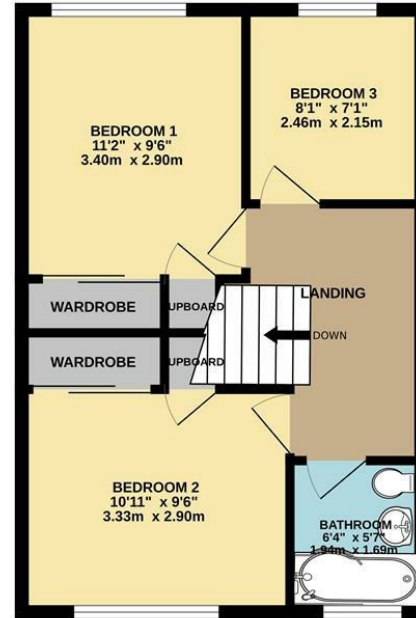 BEDROOM 1
11'2" x 9'6"
3.40m x 2.90m
BEDROOM 3
8'1" x 7'1"
2.46m x 2.15m
WARDROBE
UPBOARD
LANDING
DOWN
WARDROBE
UPBOARD
BEDROOM 2
10'11" x 9'6"
3.33m x 2.90m
BATHROOM
6'4" x 5'7"
1.94m x 1.69m